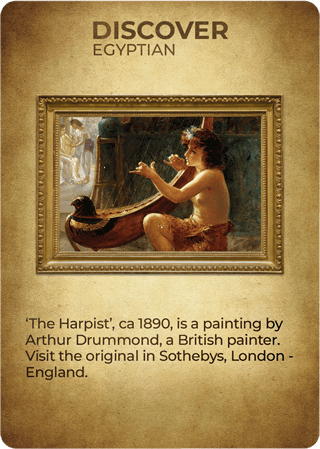 DISCOVER
EGYPTIAN
‘The Harpist’, ca 1890, is a painting by
Arthur Drummond, a British painter.
Visit the original in Sothebys, London -
England.